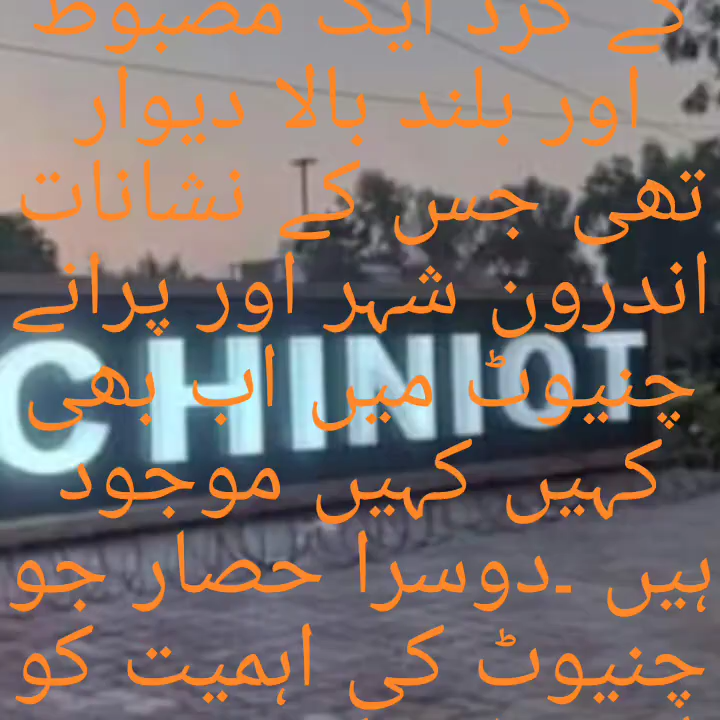 کے گرد ایک مضبوط
اور بلند بالا دیوار
تھی جس کے نشانات
اندرون شہر اور پرانے
CHINIOT
چنیوٹ میں اب بھی
کہیں کہیں موجود
ہیں ۔دوسرا حصار جو
چنیوٹ کی اہمیت کو